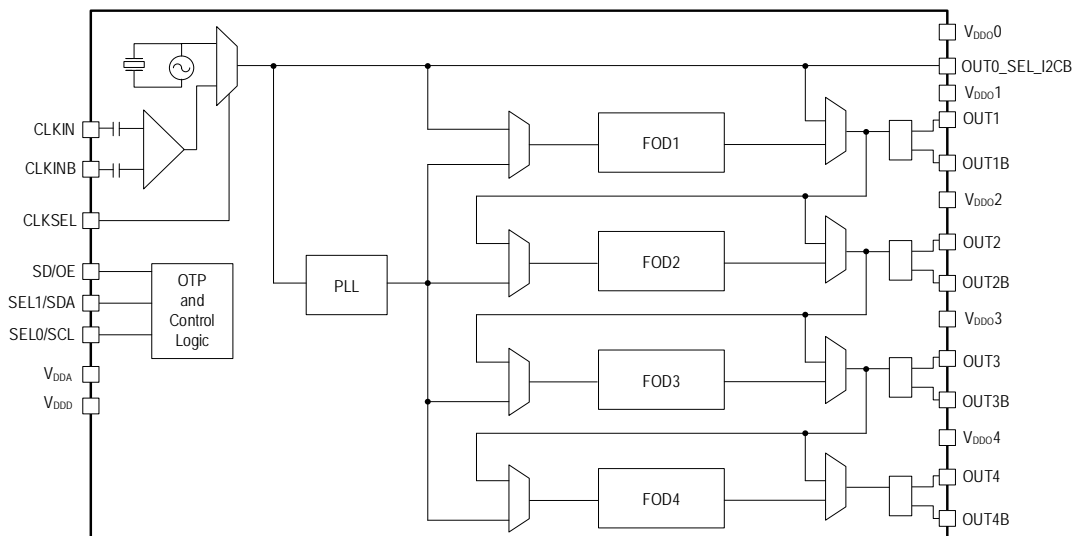 CLKIN
CLKINB
CLKSEL
SD/OE
SEL1/SDA
SEL0/SCL
VDDA
VDDD
OTP
and
Control
Logic
PLL
FOD1
FOD2
FOD3
FOD4
VDDO0
OUT0_SEL_I2CB
VDDO1
OUT1
OUT1B
VDDO2
OUT2
OUT2B
VDDO3
OUT3
OUT3B
VDDO4
OUT4
OUT4B